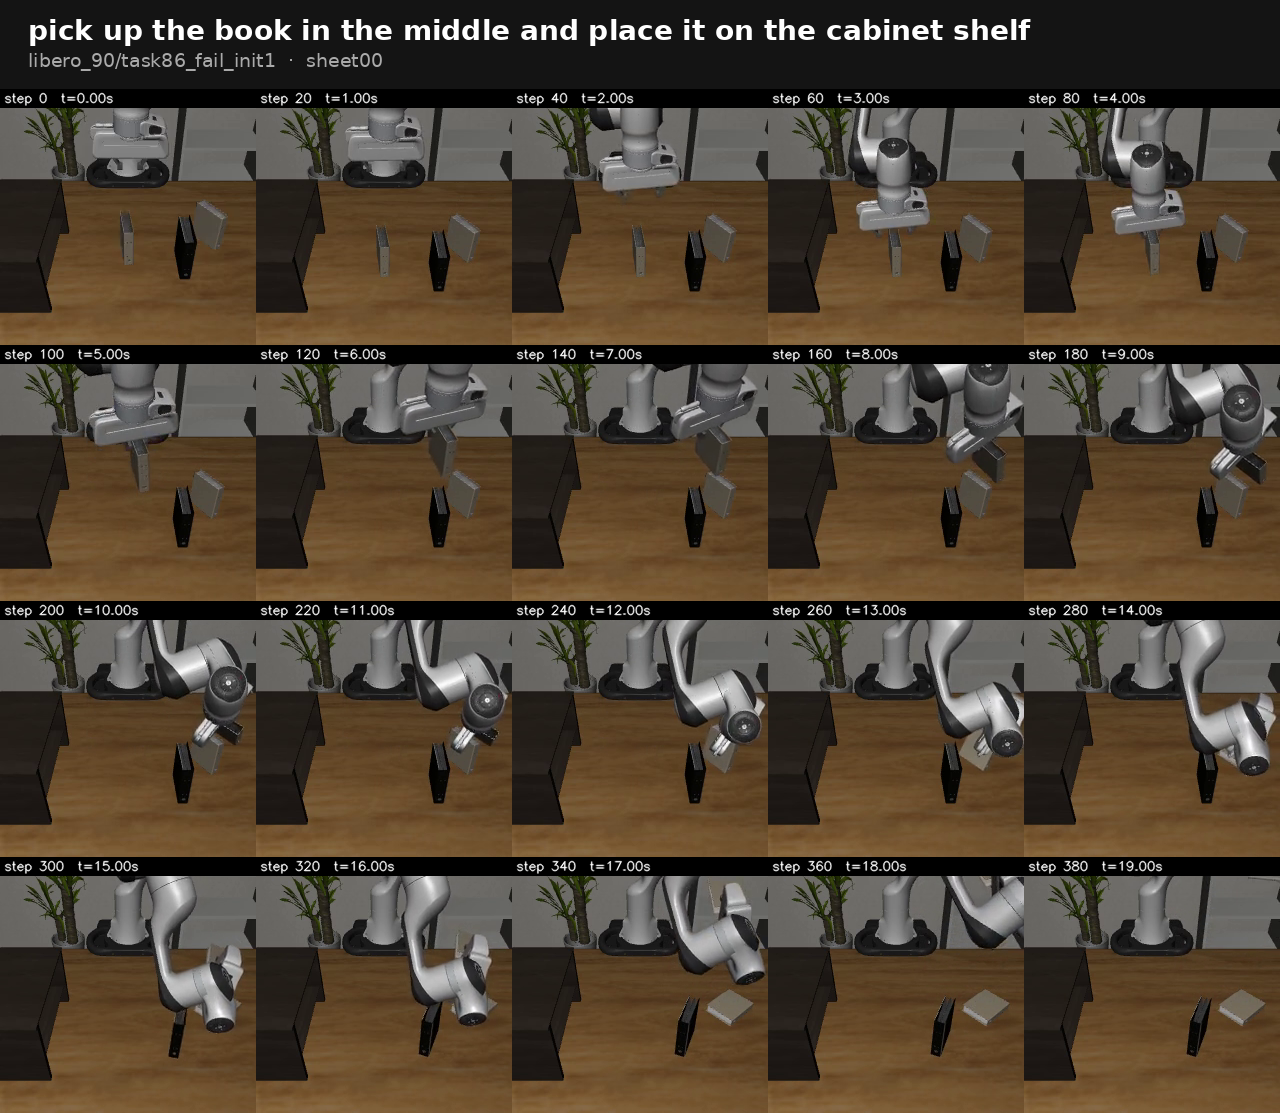 pick up the book in the middle and place it on the cabinet shelf
libero_90/task86_fail_init1 · sheet00
step 0 t=0.00s
step 20 t=1.00s
step 40 t=2.00s
step 60 t=3.00s
step 80 t=4.00s
step 100 t=5.00s
step 120 t=6.00s
step 140 t=7.00s
step 160 t=8.00s
step 180 t=9.00s
step 200 t=10.00s
step 220 t=11.00s
step 240 t=12.00s
step 260 t=13.00s
step 280 t=14.00s
step 300 t=15.00s
step 320 t=16.00s
step 340 t=17.00s
step 360 t=18.00s
step 380 t=19.00s